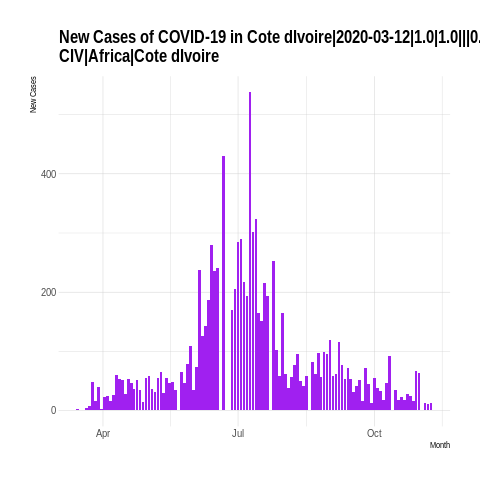 New Cases of COVID-19 in Cote dIvoire|2020-03-12|1.0|1.0|||0.
CIV|Africa|Cote dIvoire
New Cases
400
200
0
Apr
Jul
Oct
Month